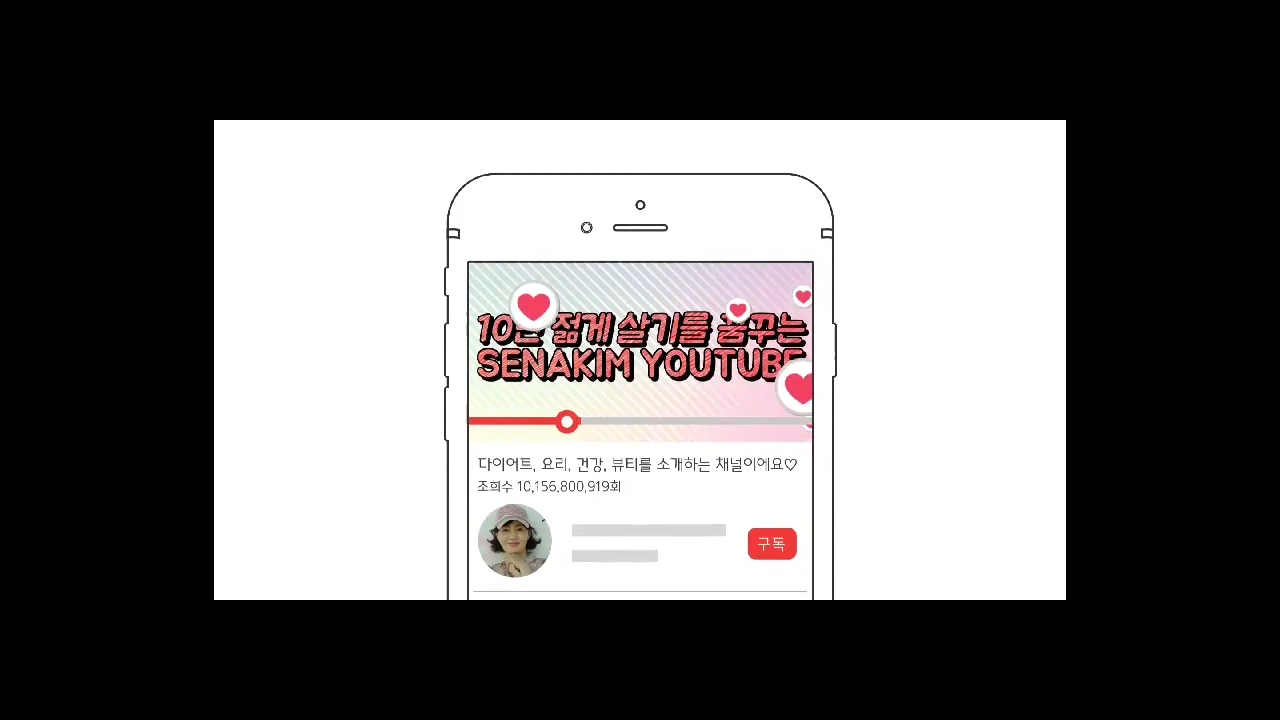 10년 젊게 살기를 꿈꾸는
SENAKIM YOUTUBE
다이어트, 요리, 건강, 뷰티를 소개하는 채널이에요♡
조회수 10,156,800,919회
구독